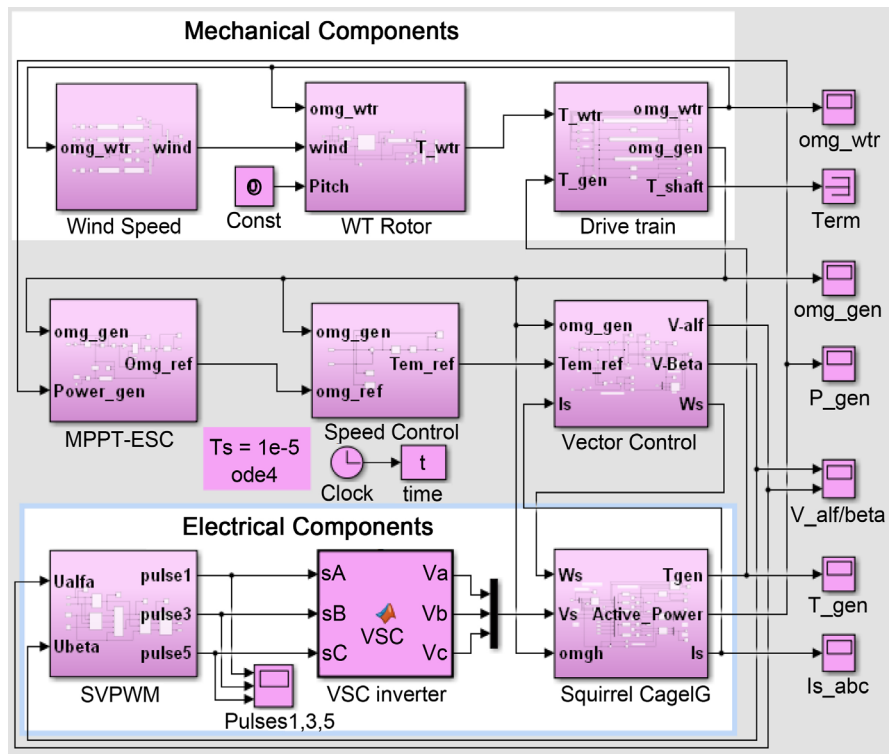 Mechanical Components
omg_wtr
wind
Wind Speed
0
Const
omg_wtr
wind
Pitch
T_wtr
WT Rotor
T_wtr
T_gen
omg_wtr
omg_gen
T_shaft
Drive train
omg_wtr
Term
omg_gen
P_gen
V_alf/beta
T_gen
Is_abc
omg_gen
Power_gen
Omg_ref
MPPT-ESC
omg_gen
omg_ref
Tem_ref
Speed Control
omg_gen
Tem_ref
Is
V-alf
V-Beta
Ws
Vector Control
Ts = 1e-5
ode4
Clock
t
time
Electrical Components
Ualfa
Ubeta
pulse1
pulse3
pulse5
SVPWM
Pulses1,3,5
sA
sB
sC
VSC
Va
Vb
Vc
VSC inverter
Ws
Vs
omgh
Tgen
Active_Power
Is
Squirrel CageIG